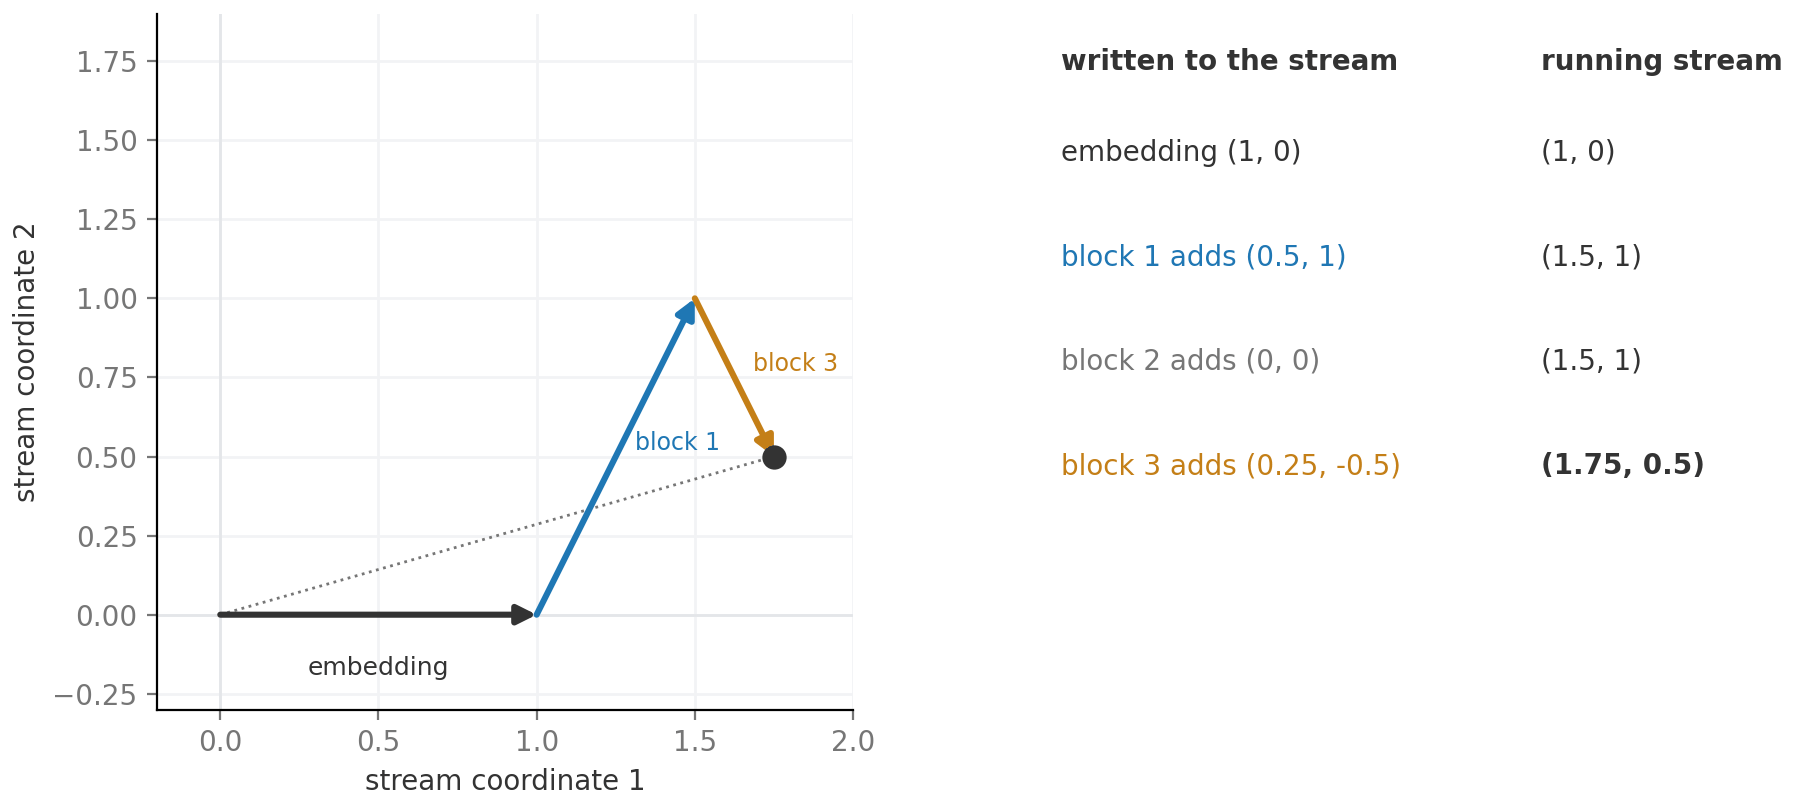 1.75
1.50
1.25
1.00
0.75
0.50
0.25
0.00
−0.25
0.0 0.5 1.0 1.5 2.0
stream coordinate 1
stream coordinate 2
block 3
block 1
embedding
written to the stream running stream
embedding (1, 0) (1, 0)
block 1 adds (0.5, 1) (1.5, 1)
block 2 adds (0, 0) (1.5, 1)
block 3 adds (0.25, -0.5) (1.75, 0.5)